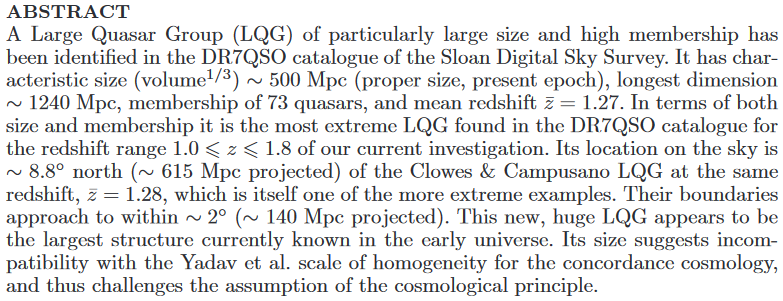 ABSTRACT
A Large Quasar Group (LQG) of particularly large size and high membership has
been identified in the DR7QSO catalogue of the Sloan Digital Sky Survey. It has char-
acteristic size (volume^1/3) ∼ 500 Mpc (proper size, present epoch), longest dimension
∼ 1240 Mpc, membership of 73 quasars, and mean redshift z̄ = 1.27. In terms of both
size and membership it is the most extreme LQG found in the DR7QSO catalogue for
the redshift range 1.0 ⩽ z ⩽ 1.8 of our current investigation. Its location on the sky is
∼ 8.8° north (∼ 615 Mpc projected) of the Clowes & Campusano LQG at the same
redshift, z̄ = 1.28, which is itself one of the more extreme examples. Their boundaries
approach to within ∼ 2° (∼ 140 Mpc projected). This new, huge LQG appears to be
the largest structure currently known in the early universe. Its size suggests incom-
patibility with the Yadav et al. scale of homogeneity for the concordance cosmology,
and thus challenges the assumption of the cosmological principle.